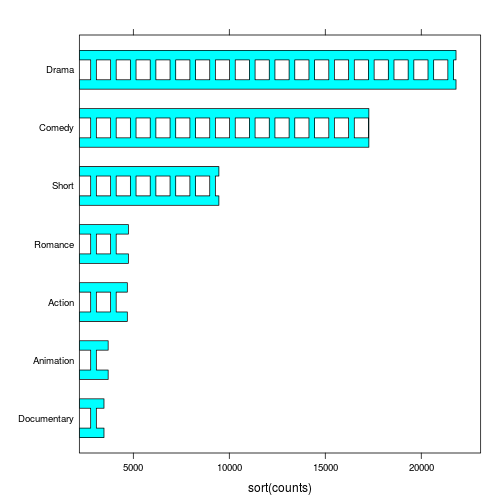 Drama
Comedy
Short
Romance
Action
Animation
Documentary
5000 10000 15000 20000
sort(counts)